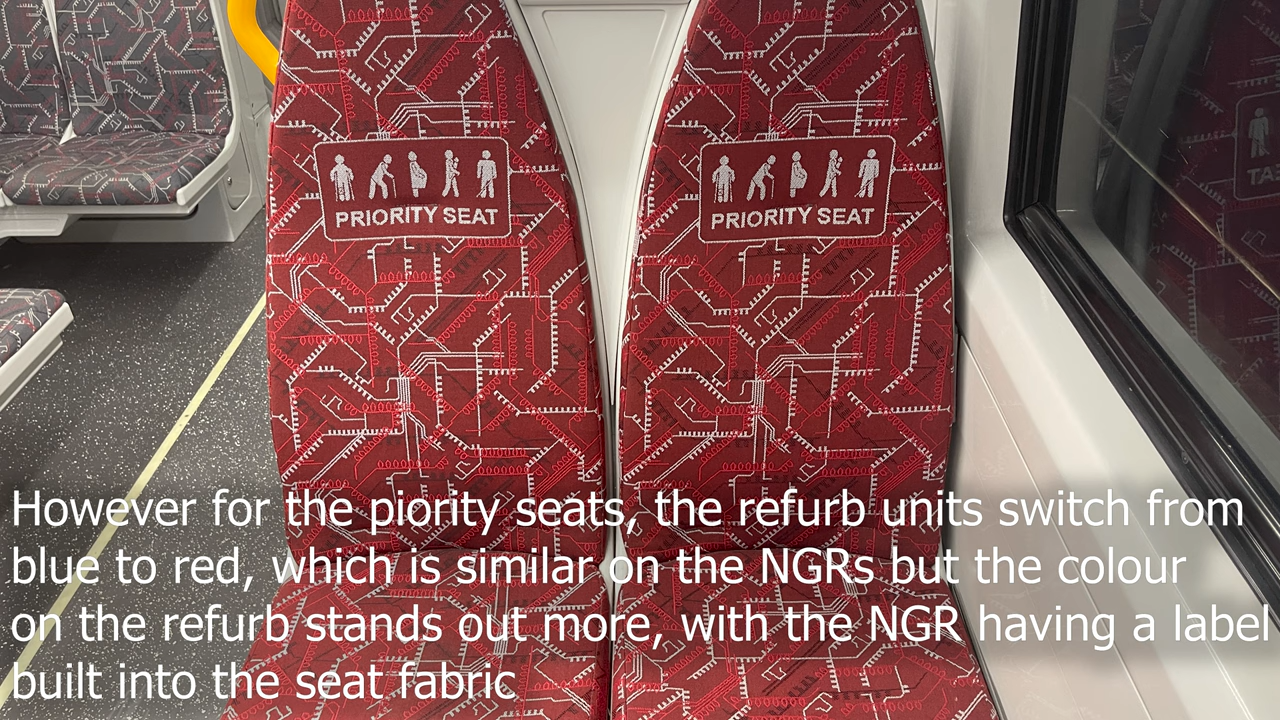 PRIORITY SEAT
PRIORITY SEAT
However for the piority seats, the refurb units switch from
blue to red, which is similar on the NGRs but the colour
on the refurb stands out more, with the NGR having a label
built into the seat fabric